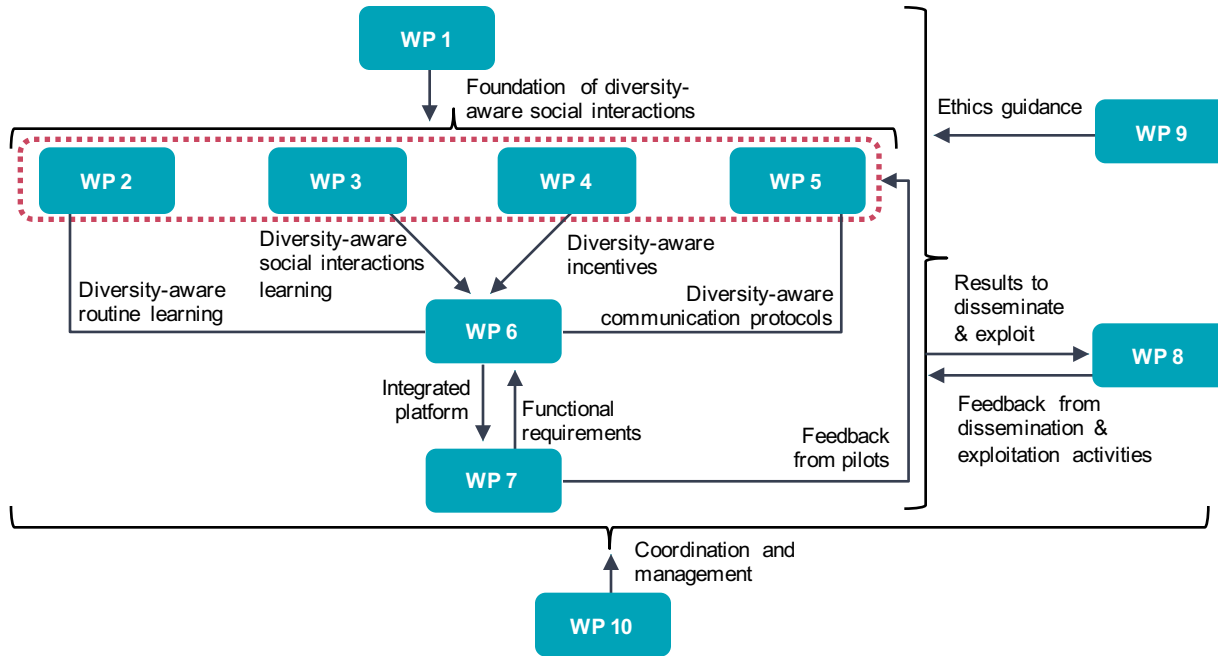 WP 1
Foundation of diversity-
aware social interactions
Ethics guidance
WP 9
WP 2
WP 3
WP 4
WP 5
Diversity-aware
social interactions
learning
Diversity-aware
incentives
Diversity-aware
routine learning
Diversity-aware
communication protocols
WP 6
Results to
disseminate
& exploit
WP 8
Integrated
platform
Functional
requirements
Feedback from
dissemination &
exploitation activities
Feedback
from pilots
WP 7
Coordination and
management
WP 10